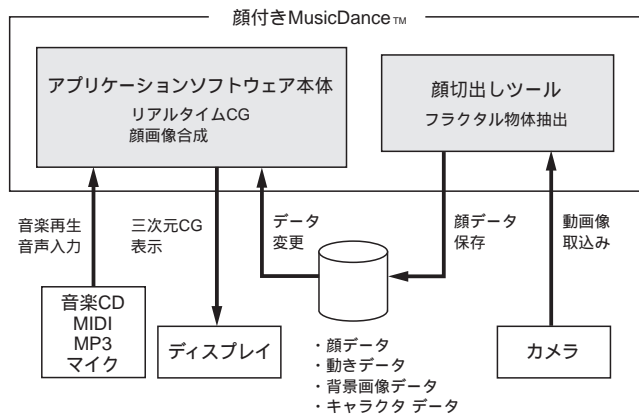 顔付きMusicDance™
アプリケーションソフトウェア本体
リアルタイムCG
顔画像合成
顔切出しツール
フラクタル物体抽出
音楽再生
音声入力
三次元CG
表示
データ
変更
顔データ
保存
動画像
取込み
音楽CD
MIDI
MP3
マイク
ディスプレイ
・顔データ
・動きデータ
・背景画像データ
・キャラクタ データ
カメラ